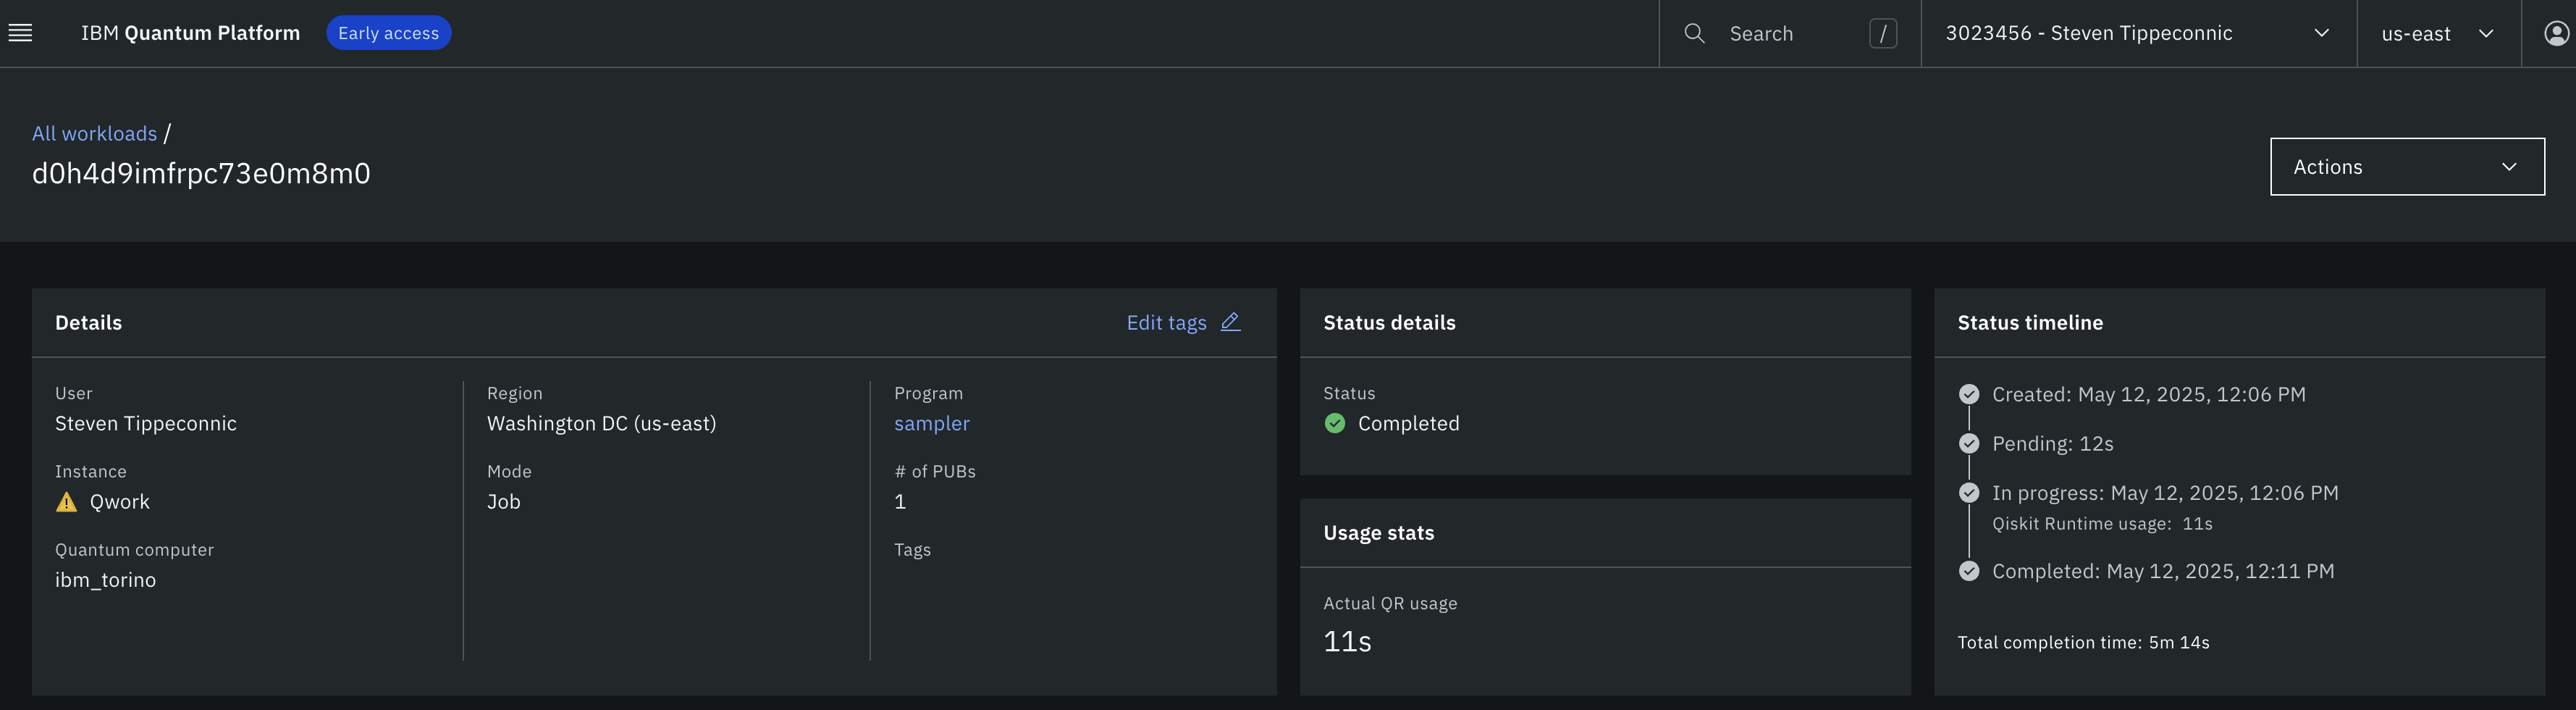 IBM Quantum Platform Early access Search / 3023456 - Steven Tippeconnic us-east
All workloads /
d0h4d9imfrpc73e0m8m0
Actions
Details Edit tags
User
Steven Tippeconnic
Instance
Qwork
Quantum computer
ibm_torino
Region
Washington DC (us-east)
Mode
Job
Program
sampler
# of PUBs
1
Tags
Status details
Status
Completed
Usage stats
Actual QR usage
11s
Status timeline
Created: May 12, 2025, 12:06 PM
Pending: 12s
In progress: May 12, 2025, 12:06 PM
Qiskit Runtime usage: 11s
Completed: May 12, 2025, 12:11 PM
Total completion time: 5m 14s